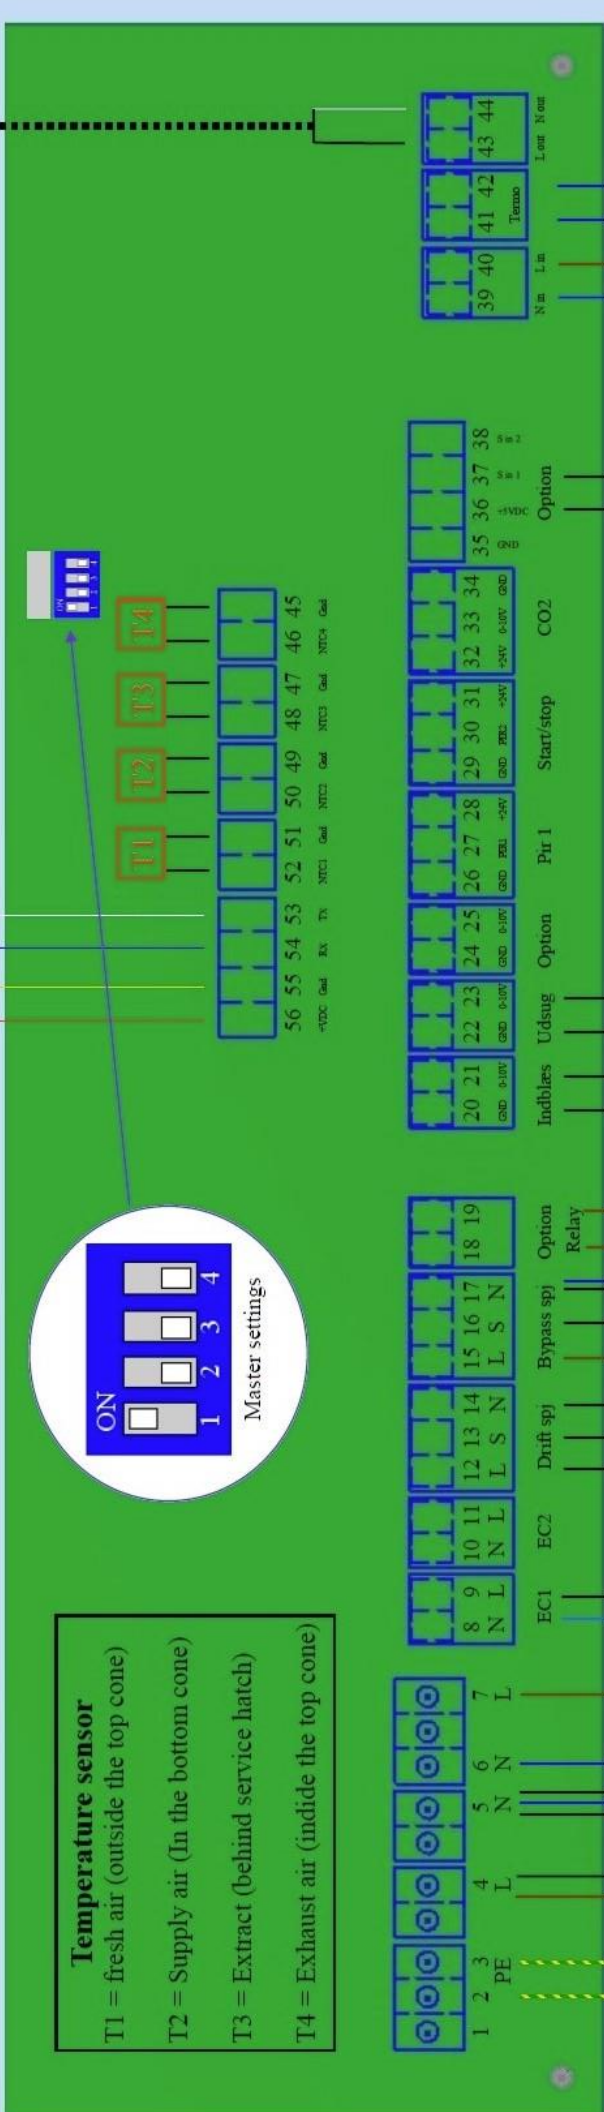 Temperature sensor
T1 = fresh air (outside the top cone)
T2 = Supply air (In the bottom cone)
T3 = Extract (behind service hatch)
T4 = Exhaust air (indide the top cone)
ON
1 2 3 4
Master settings
ON
1 2 3 4
T1 T2 T3 T4
56 55 54 53 52 51 50 49 48 47 46 45
+VDC Gnd RX TX NTC1 Gnd NTC2 Gnd NTC3 Gnd NTC4 Gnd
1 2 3 4 5 6 7
PE L N N L
8 9 10 11 12 13 14 15 16 17 18 19
N L N L L S N L S N
EC1 EC2 Drift spj Bypass spj Option
Relay
20 21 22 23 24 25 26 27 28 29 30 31 32 33 34 35 36 37 38
GND 0-10V GND 0-10V GND 0-10V GND PIR1 +24V GND PIR2 +24V +24V 0-10V GND GND +5VDC S in 1 S in 2
Indblæs Udsug Option Pir 1 Start/stop CO2 Option
39 40 41 42 43 44
Termo
N in L in L out N out